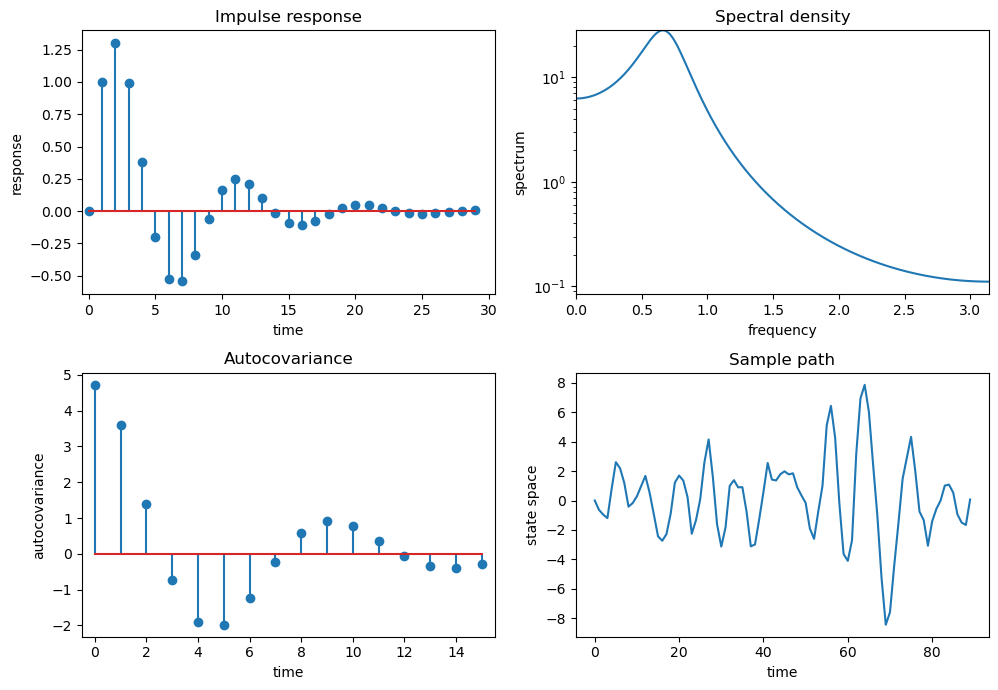 Impulse response
1.25
1.00
0.75
0.50
0.25
0.00
−0.25
−0.50
response
0 5 10 15 20 25 30
time
Spectral density
10¹
10⁰
10⁻¹
spectrum
0.0 0.5 1.0 1.5 2.0 2.5 3.0
frequency
Autocovariance
5
4
3
2
1
0
−1
−2
autocovariance
0 2 4 6 8 10 12 14
time
Sample path
8
6
4
2
0
−2
−4
−6
−8
state space
0 20 40 60 80
time